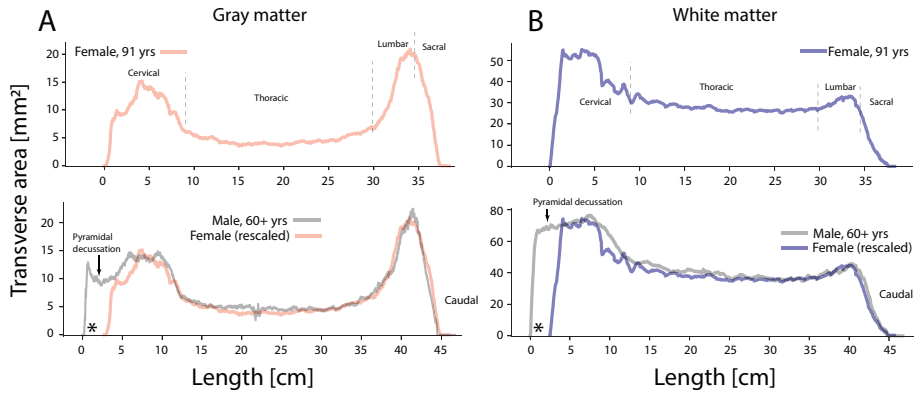 A
Gray matter
Transverse area [mm²]
Female, 91 yrs
Cervical
Thoracic
Lumbar
Sacral
20
15
10
5
0
0 5 10 15 20 25 30 35
Male, 60+ yrs
Female (rescaled)
Pyramidal
decussation
Caudal
*
20
15
10
5
0
0 5 10 15 20 25 30 35 40 45
Length [cm]
B
White matter
Female, 91 yrs
Cervical
Thoracic
Lumbar
Sacral
50
40
30
20
10
0
0 5 10 15 20 25 30 35
Pyramidal decussation
Male, 60+ yrs
Female (rescaled)
Caudal
*
80
60
40
20
0
0 5 10 15 20 25 30 35 40 45
Length [cm]